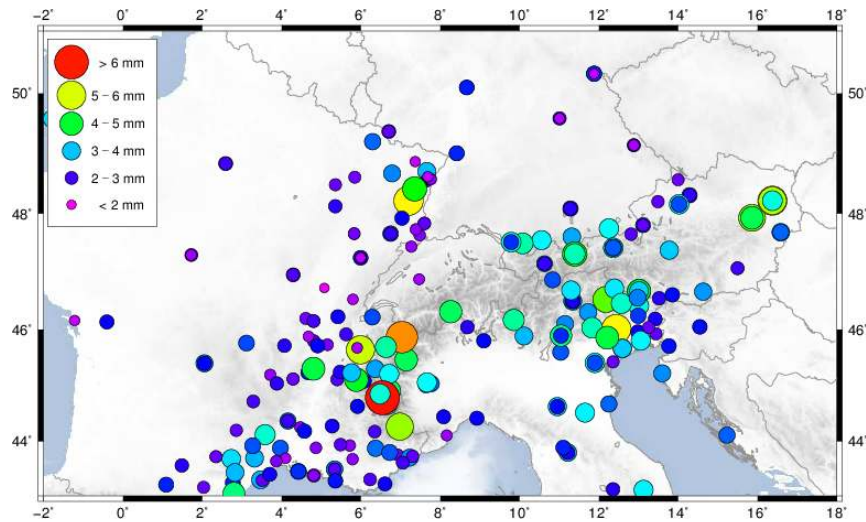 −2° 0° 2° 4° 6° 8° 10° 12° 14° 16° 18°
> 6 mm
5 – 6 mm
4 – 5 mm
3 – 4 mm
2 – 3 mm
< 2 mm
50° 50°
48° 48°
46° 46°
44° 44°
−2° 0° 2° 4° 6° 8° 10° 12° 14° 16° 18°